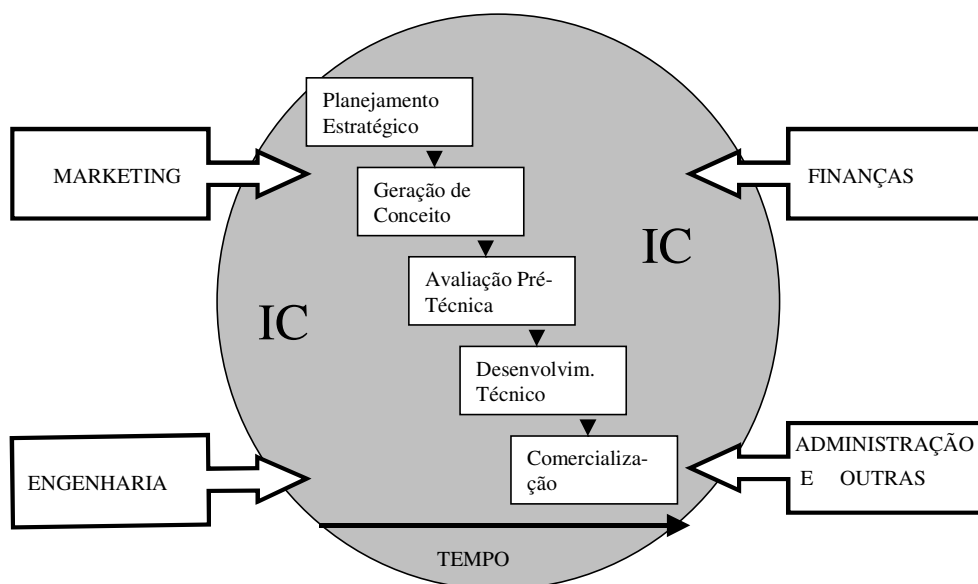 Planejamento
Estratégico
MARKETING
FINANÇAS
Geração de
Conceito
IC
IC
Avaliação Pré-
Técnica
Desenvolvim.
Técnico
ENGENHARIA
Comercializa-
ção
ADMINISTRAÇÃO
E OUTRAS
TEMPO